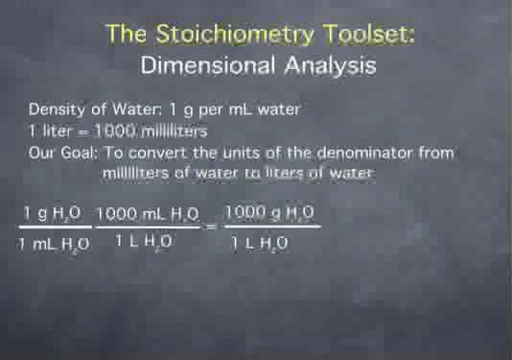 The Stoichiometry Toolset:
Dimensional Analysis
Density of Water: 1 g per mL water
1 liter = 1000 milliliters
Our Goal: To convert the units of the denominator from
milliliters of water to liters of water
1 g H₂O 1000 mL H₂O = 1000 g H₂O
1 mL H₂O 1 L H₂O 1 L H₂O